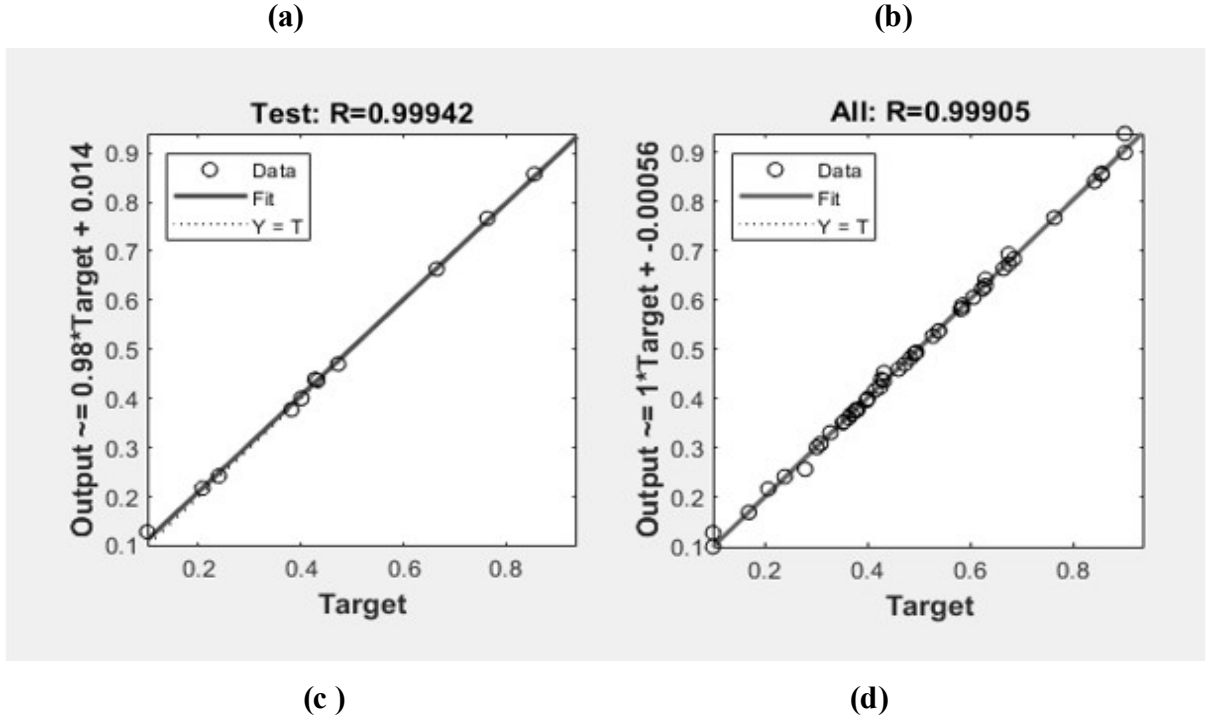 (a)
(b)
Test: R=0.99942
Output ~= 0.98*Target + 0.014
0.9
0.8
0.7
0.6
0.5
0.4
0.3
0.2
0.1
Data
Fit
Y = T
0.2
0.4
0.6
0.8
Target
All: R=0.99905
Output ~= 1*Target + -0.00056
0.9
0.8
0.7
0.6
0.5
0.4
0.3
0.2
0.1
Data
Fit
Y = T
0.2
0.4
0.6
0.8
Target
(c )
(d)